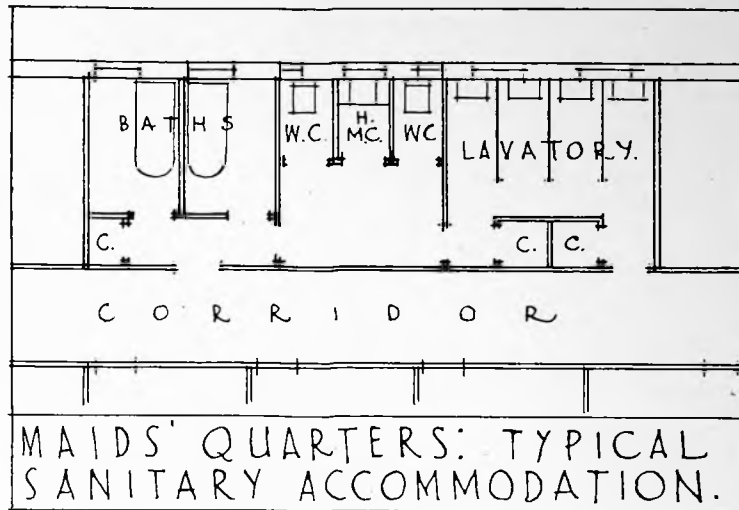 BATHS
W.C.
H.
M.C.
WC
LAVATORY.
C.
C.
C.
CORRIDOR
MAIDS' QUARTERS: TYPICAL
SANITARY ACCOMMODATION.